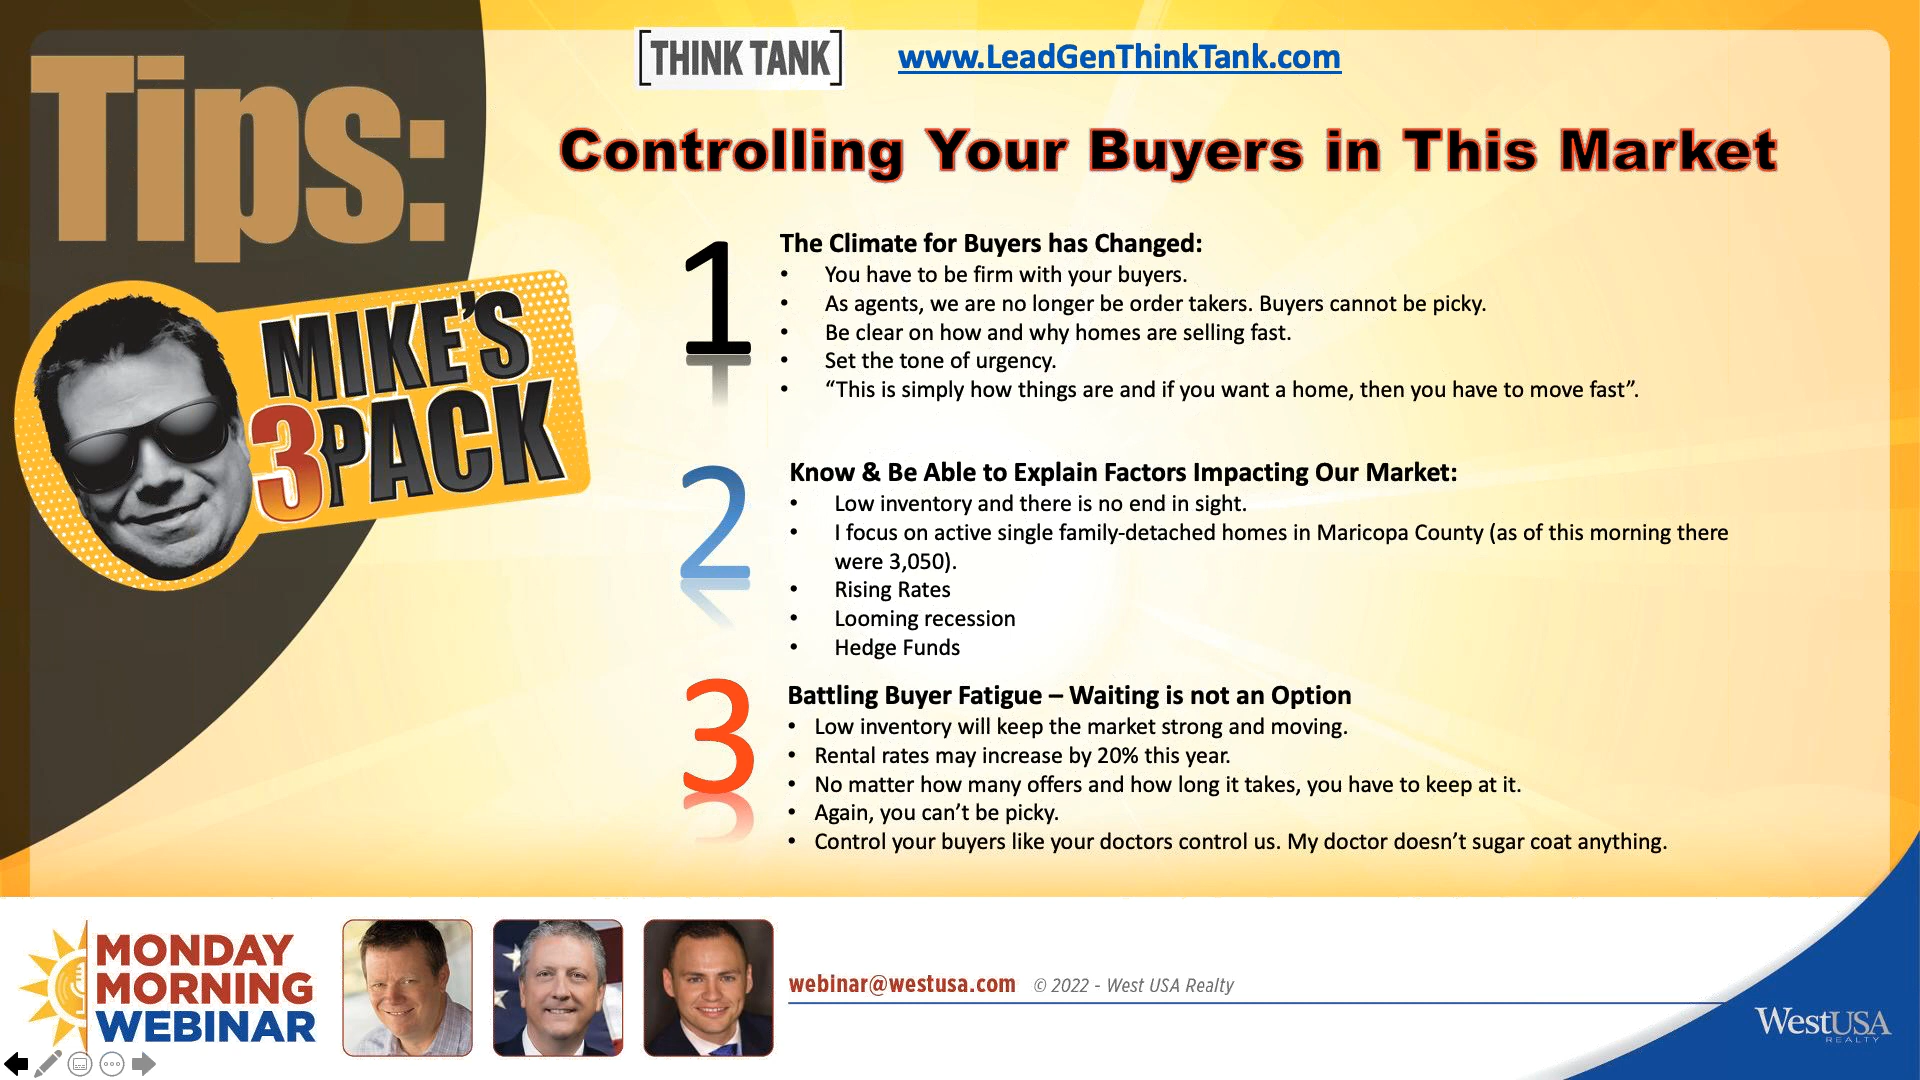 Tips:
[THINK TANK]
www.LeadGenThinkTank.com
Controlling Your Buyers in This Market
MIKE'S
3PACK
1
The Climate for Buyers has Changed:
• You have to be firm with your buyers.
• As agents, we are no longer be order takers. Buyers cannot be picky.
• Be clear on how and why homes are selling fast.
• Set the tone of urgency.
• “This is simply how things are and if you want a home, then you have to move fast”.
2
Know & Be Able to Explain Factors Impacting Our Market:
• Low inventory and there is no end in sight.
• I focus on active single family-detached homes in Maricopa County (as of this morning there
were 3,050).
• Rising Rates
• Looming recession
• Hedge Funds
3
Battling Buyer Fatigue – Waiting is not an Option
• Low inventory will keep the market strong and moving.
• Rental rates may increase by 20% this year.
• No matter how many offers and how long it takes, you have to keep at it.
• Again, you can’t be picky.
• Control your buyers like your doctors control us. My doctor doesn’t sugar coat anything.
MONDAY
MORNING
WEBINAR
webinar@westusa.com © 2022 - West USA Realty
WestUSA
REALTY